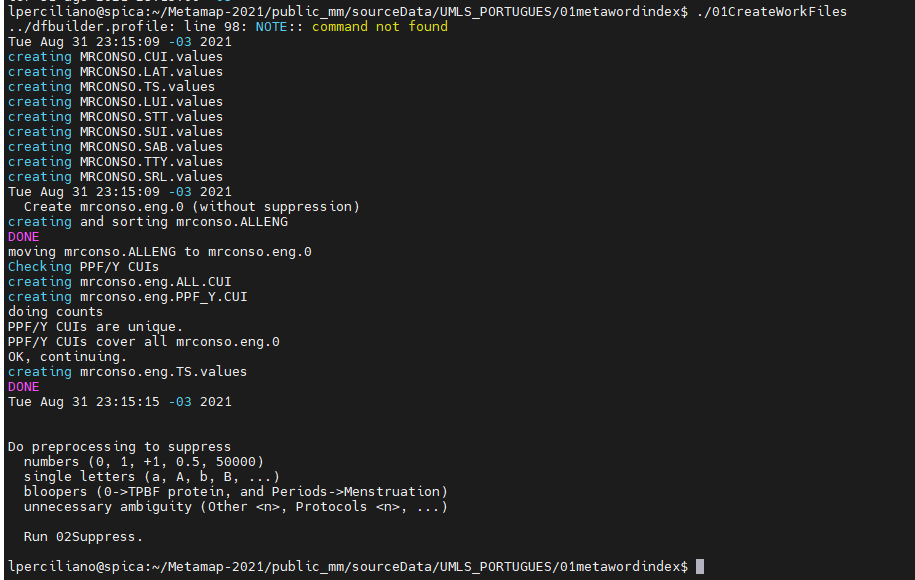 lperciliano@spica:~/Metamap-2021/public_mm/sourceData/UMLS_PORTUGUES/01metawordindex$ ./01CreateWorkFiles
../dfbuilder.profile: line 98: NOTE:: command not found
Tue Aug 31 23:15:09 -03 2021
creating MRCONSO.CUI.values
creating MRCONSO.LAT.values
creating MRCONSO.TS.values
creating MRCONSO.LUI.values
creating MRCONSO.STT.values
creating MRCONSO.SUI.values
creating MRCONSO.SAB.values
creating MRCONSO.TTY.values
creating MRCONSO.SRL.values
Tue Aug 31 23:15:09 -03 2021
  Create mrconso.eng.0 (without suppression)
creating and sorting mrconso.ALLENG
DONE
moving mrconso.ALLENG to mrconso.eng.0
Checking PPF/Y CUIs
creating mrconso.eng.ALL.CUI
creating mrconso.eng.PPF_Y.CUI
doing counts
PPF/Y CUIs are unique.
PPF/Y CUIs cover all mrconso.eng.0
OK, continuing.
creating mrconso.eng.TS.values
DONE
Tue Aug 31 23:15:15 -03 2021
Do preprocessing to suppress
  numbers (0, 1, +1, 0.5, 50000)
  single letters (a, A, b, B, ...)
  bloopers (0->TPBF protein, and Periods->Menstruation)
  unnecessary ambiguity (Other <n>, Protocols <n>, ...)
  Run 02Suppress.
lperciliano@spica:~/Metamap-2021/public_mm/sourceData/UMLS_PORTUGUES/01metawordindex$